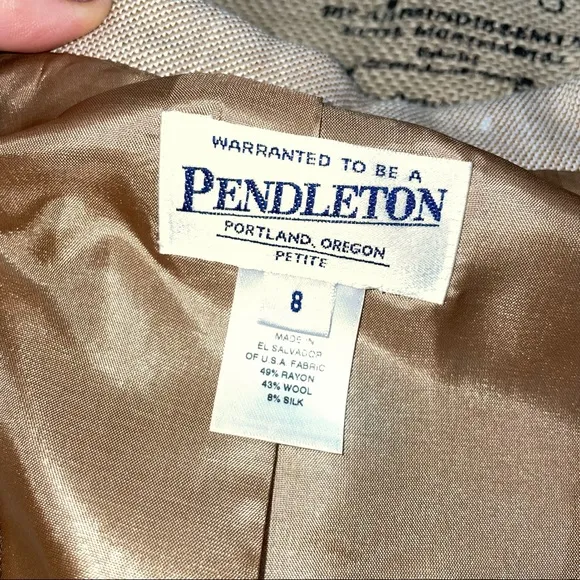 WARRANTED TO BE A
PENDLETON
PORTLAND, OREGON
PETITE
8
MADE IN
EL SALVADOR
OF U.S.A. FABRIC
49% RAYON
43% WOOL
8% SILK